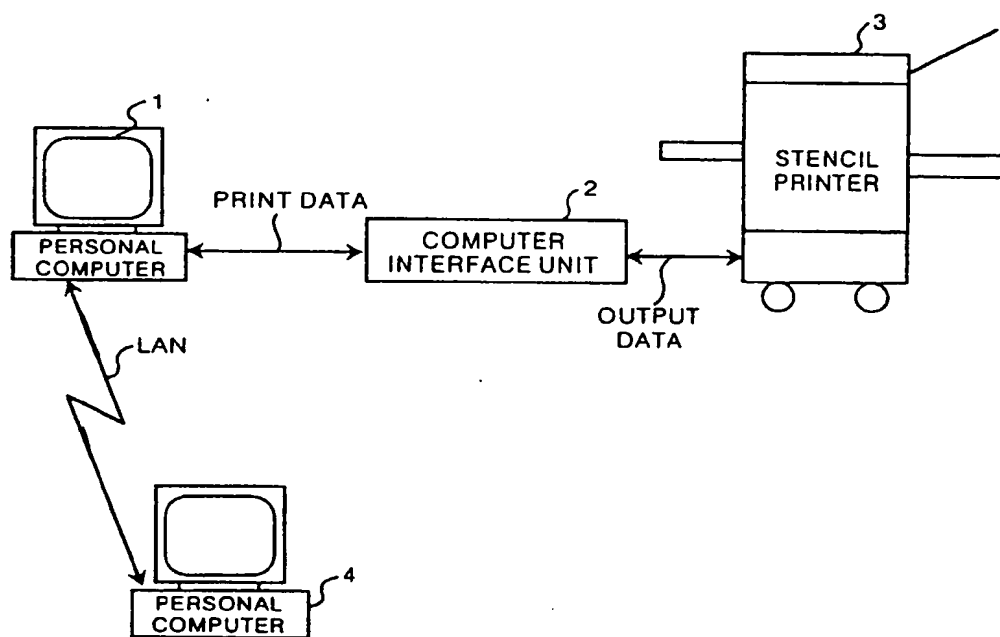 3
1
STENCIL
PRINTER
PRINT DATA
2
PERSONAL
COMPUTER
COMPUTER
INTERFACE UNIT
OUTPUT
DATA
LAN
4
PERSONAL
COMPUTER